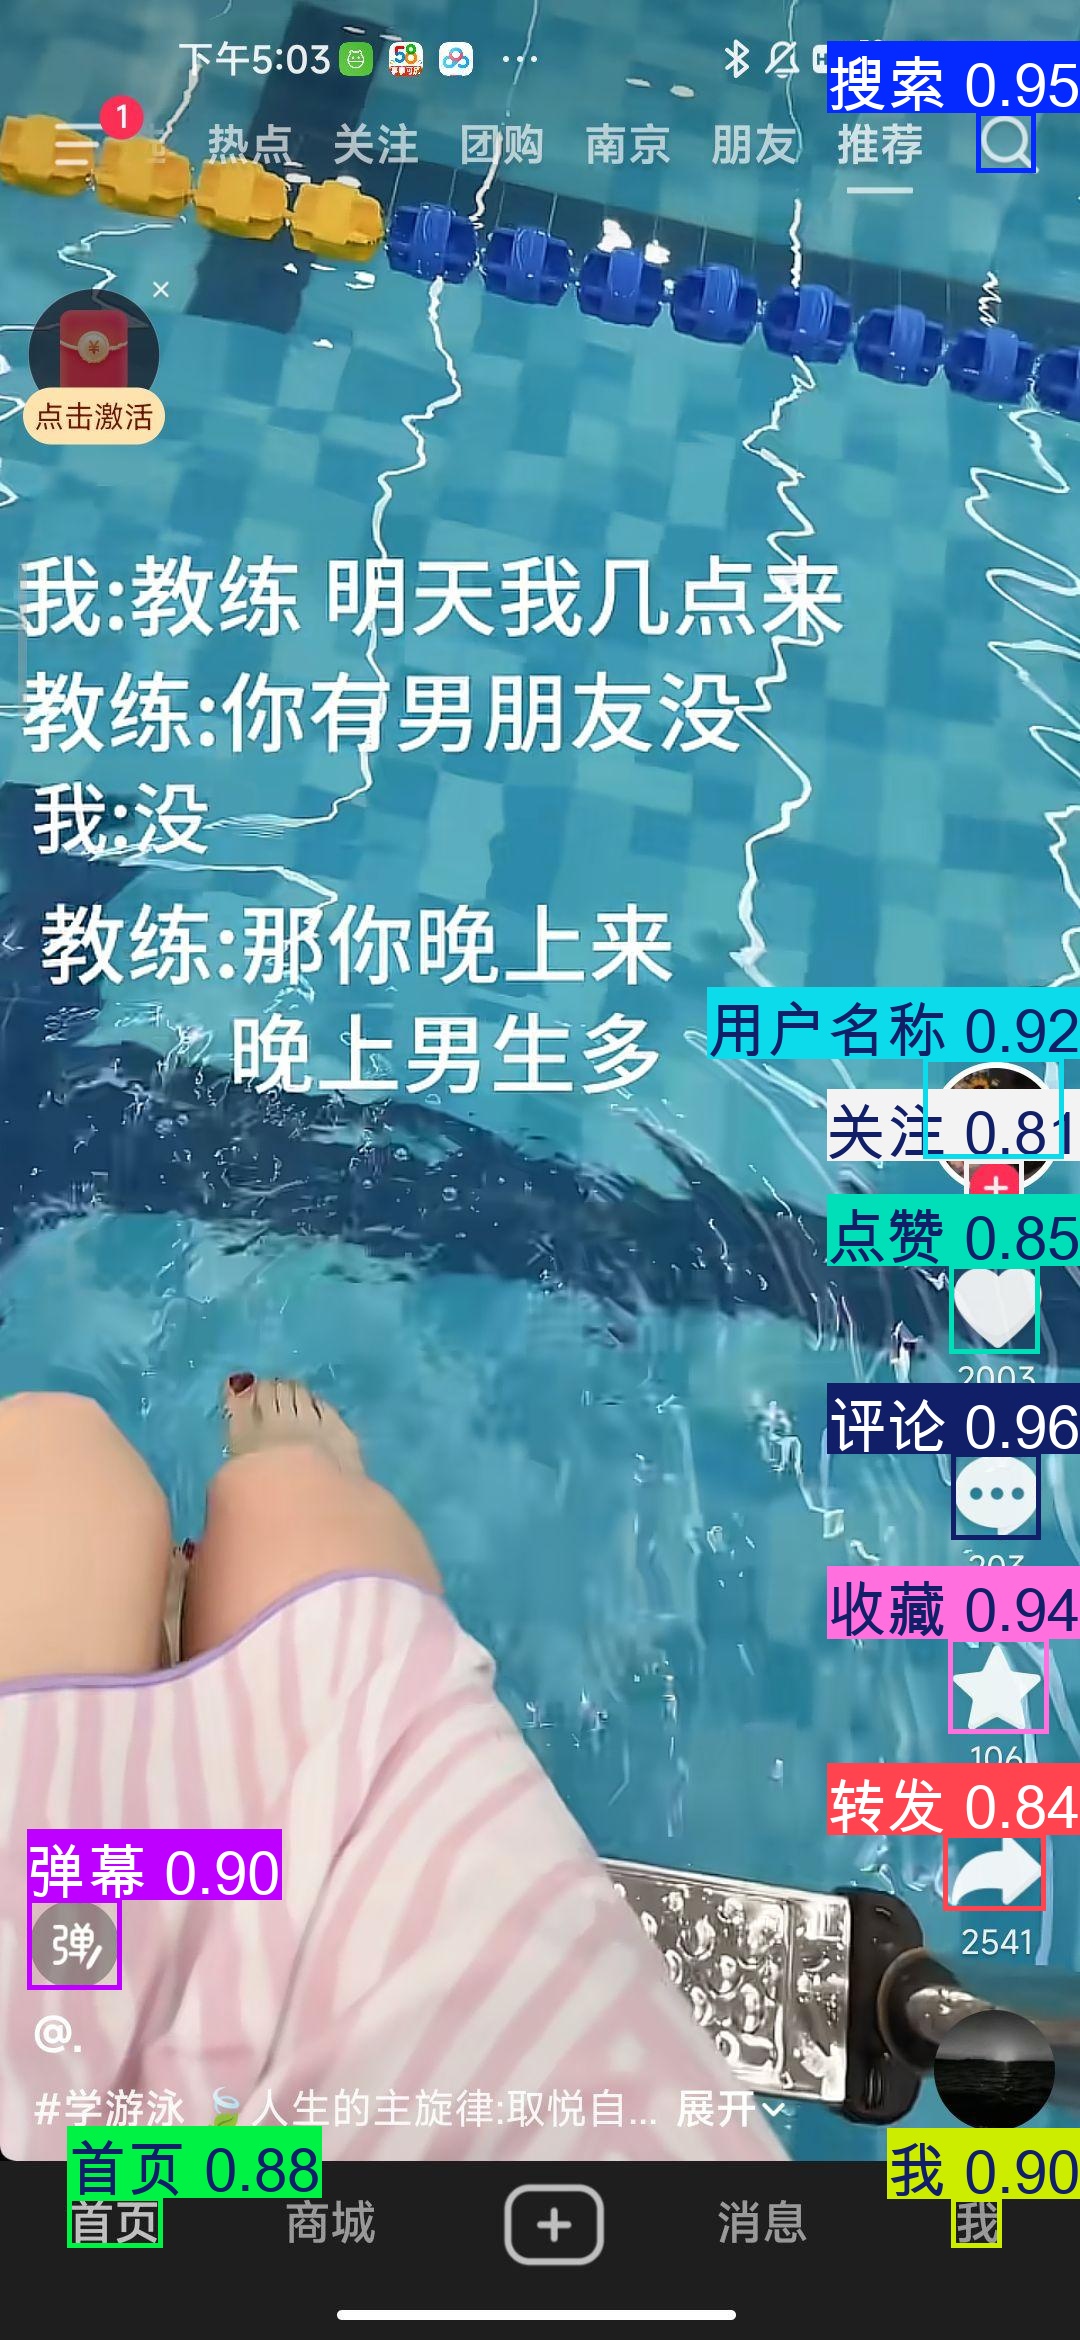 下午5:03
搜索 0.95
1
热点 关注 团购 南京 朋友 推荐
点击激活
我:教练 明天我几点来
教练:你有男朋友没
我:没
教练:那你晚上来
晚上男生多
用户名称 0.92
关注 0.81
点赞 0.85
2003
评论 0.96
203
收藏 0.94
106
转发 0.84
2541
弹幕 0.90
弹
@.
#学游泳 人生的主旋律:取悦自... 展开
首页 0.88
我 0.90
首页 商城 消息 我